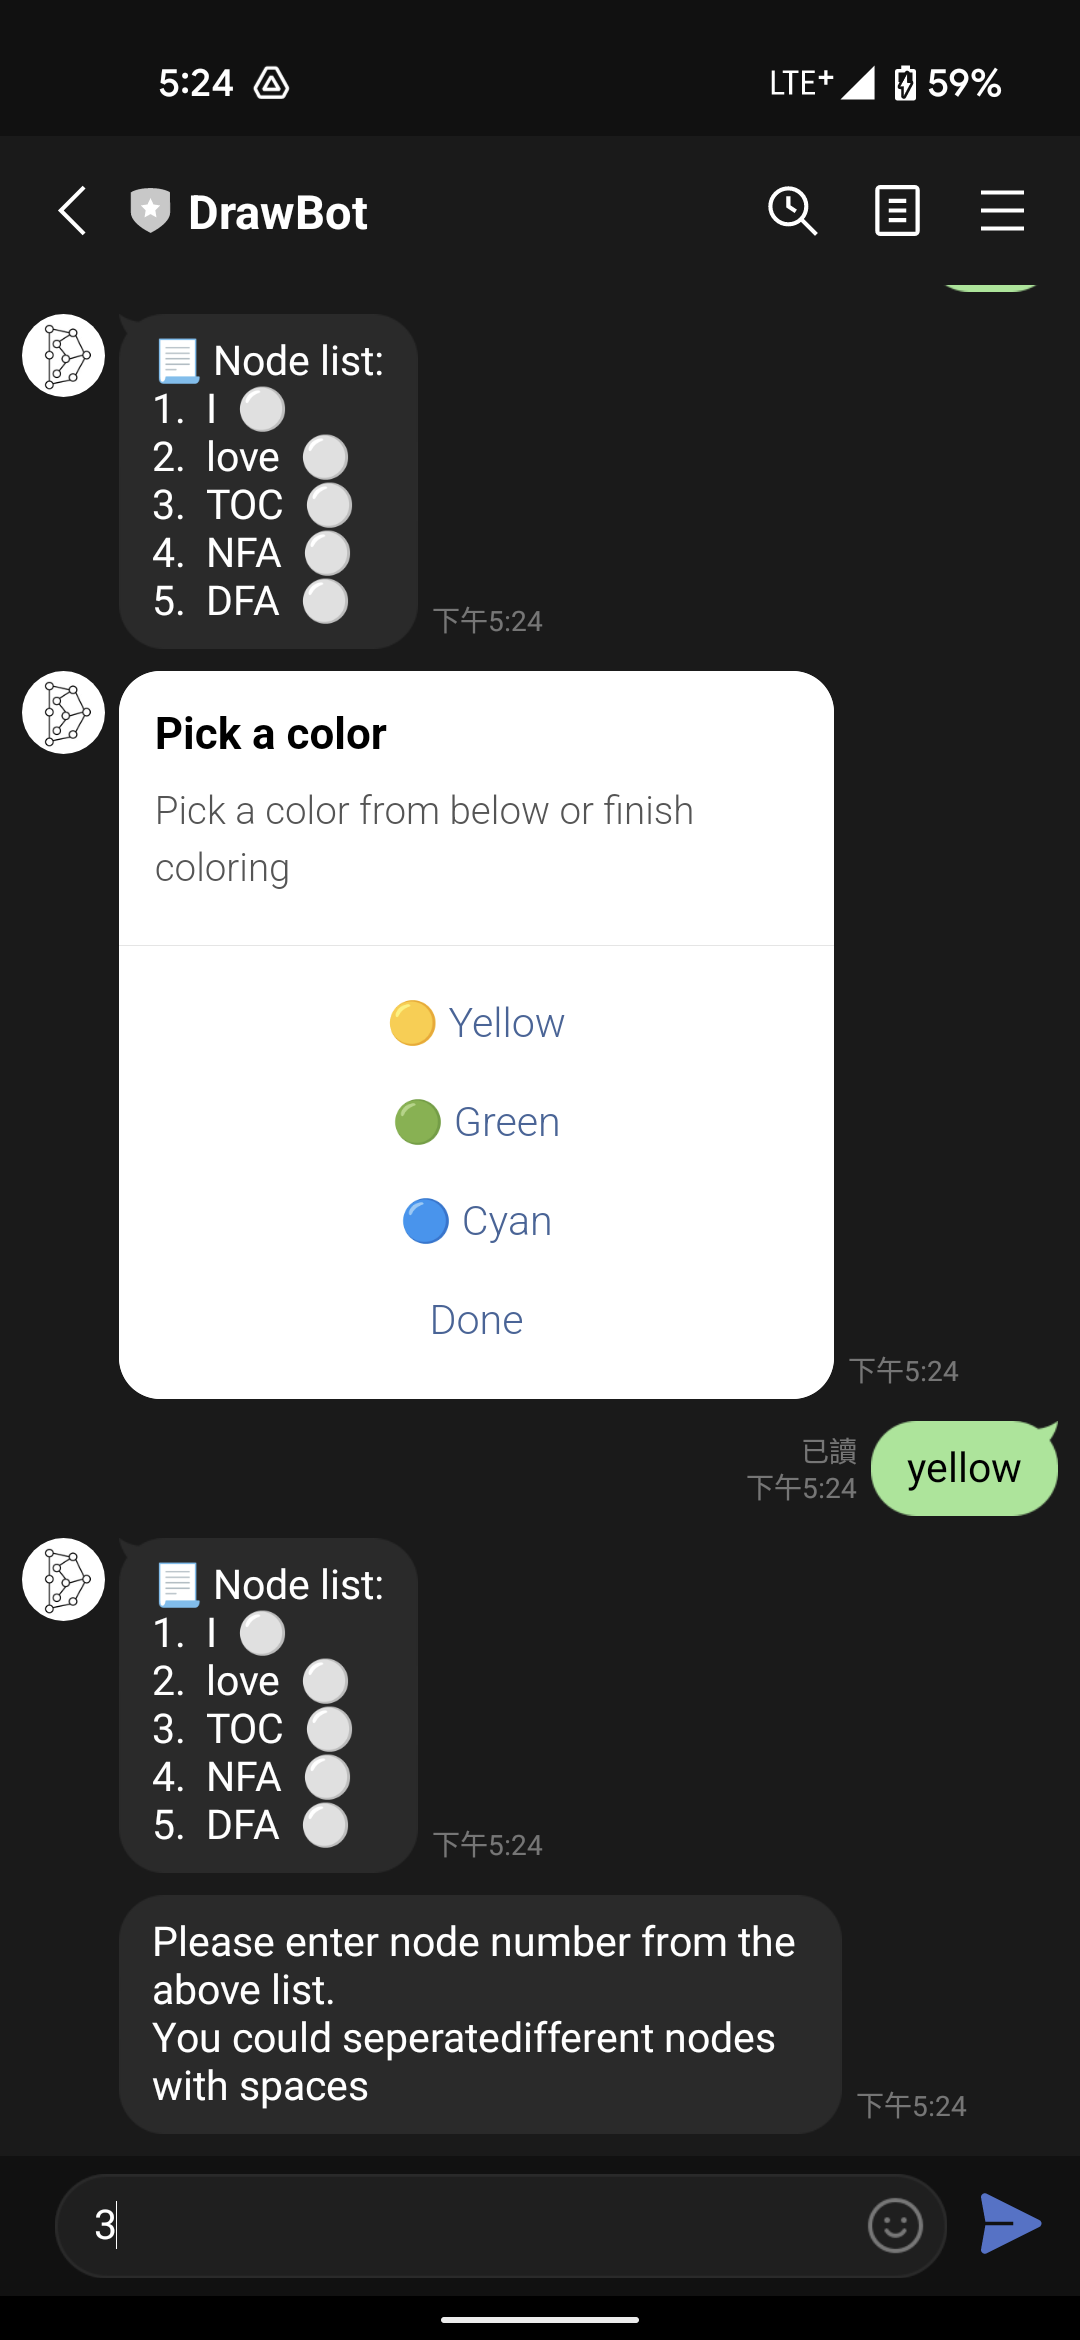 5:24 LTE+ 59%
DrawBot
📃 Node list:
1. I ⚪
2. love ⚪
3. TOC ⚪
4. NFA ⚪
5. DFA ⚪
下午5:24
Pick a color
Pick a color from below or finish
coloring
🟡 Yellow
🟢 Green
🔵 Cyan
Done
下午5:24
已讀
下午5:24
yellow
📃 Node list:
1. I ⚪
2. love ⚪
3. TOC ⚪
4. NFA ⚪
5. DFA ⚪
下午5:24
Please enter node number from the
above list.
You could seperatedifferent nodes
with spaces
下午5:24
3